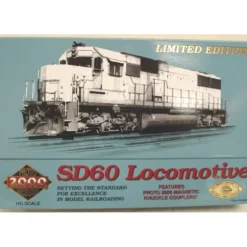 LIMITED EDITION
2000
HO SCALE
SD60 Locomotive
SETTING THE STANDARD
FOR EXCELLENCE
IN MODEL RAILROADING
FEATURES
PROTO 2000 MAGNETIC
KNUCKLE COUPLERS